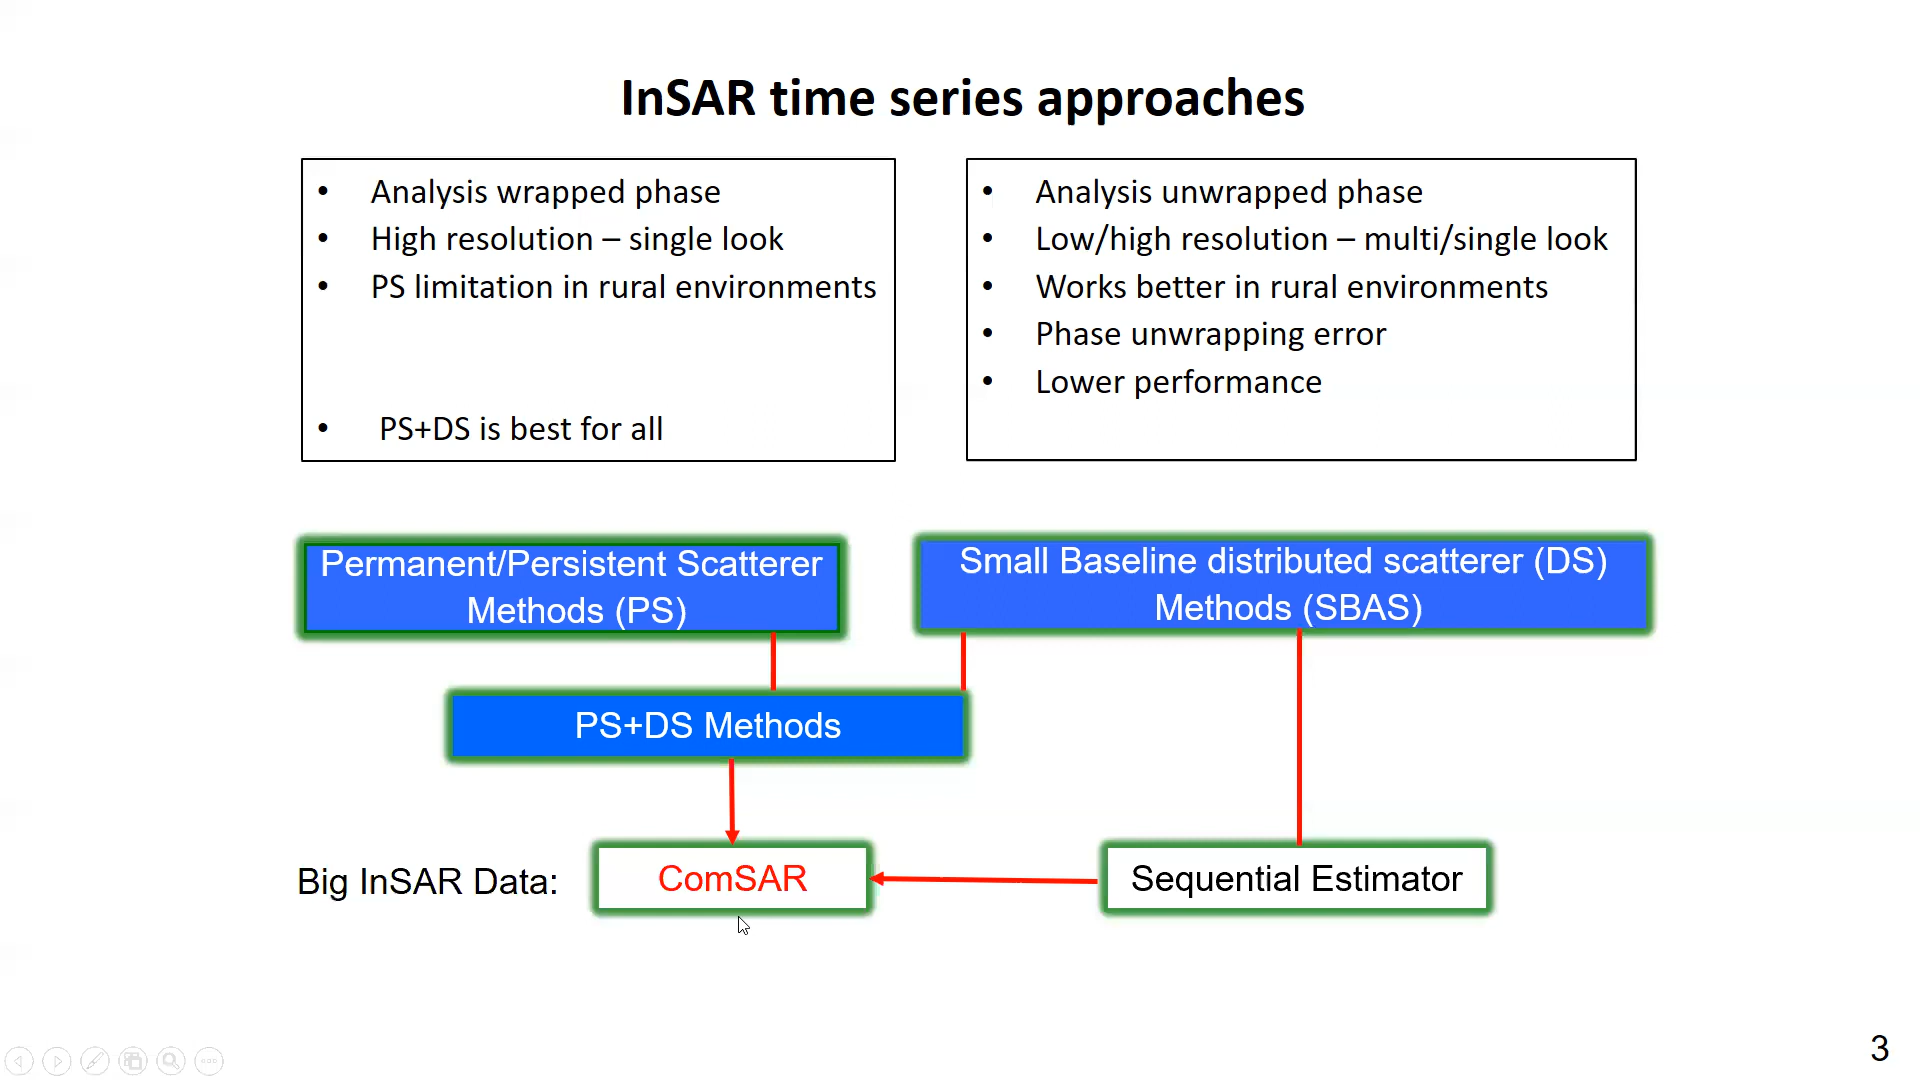 InSAR time series approaches
• Analysis wrapped phase
• High resolution – single look
• PS limitation in rural environments
• PS+DS is best for all
• Analysis unwrapped phase
• Low/high resolution – multi/single look
• Works better in rural environments
• Phase unwrapping error
• Lower performance
Permanent/Persistent Scatterer
Methods (PS)
Small Baseline distributed scatterer (DS)
Methods (SBAS)
PS+DS Methods
Big InSAR Data:
ComSAR
Sequential Estimator
3